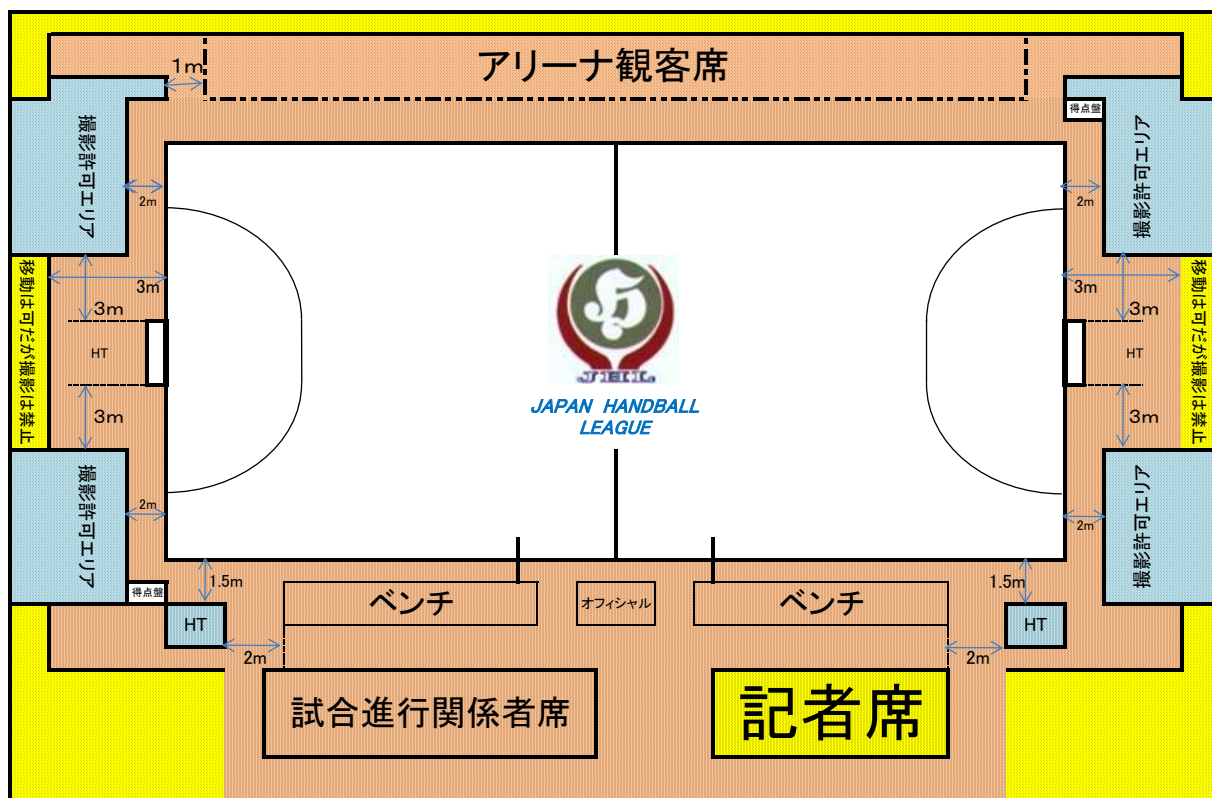 アリーナ観客席
1m
得点盤
撮影許可エリア
撮影許可エリア
2m
2m
移動は可だが撮影は禁止
3m
3m
HT
3m
JHL
JAPAN HANDBALL
LEAGUE
3m
3m
HT
3m
移動は可だが撮影は禁止
撮影許可エリア
2m
2m
撮影許可エリア
得点盤
1.5m
ベンチ
オフィシャル
ベンチ
1.5m
HT
2m
2m
HT
試合進行関係者席
記者席